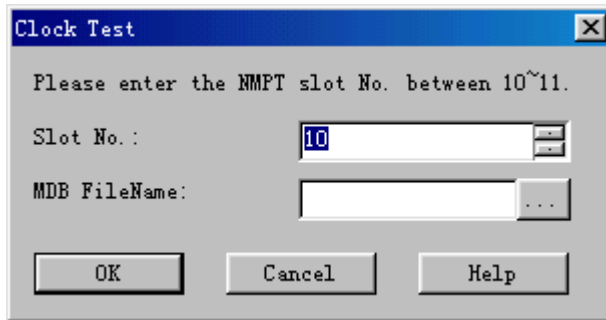 Clock Test
Please enter the NMPT slot No. between 10~11.
Slot No.: 10
MDB FileName: ...
OK Cancel Help